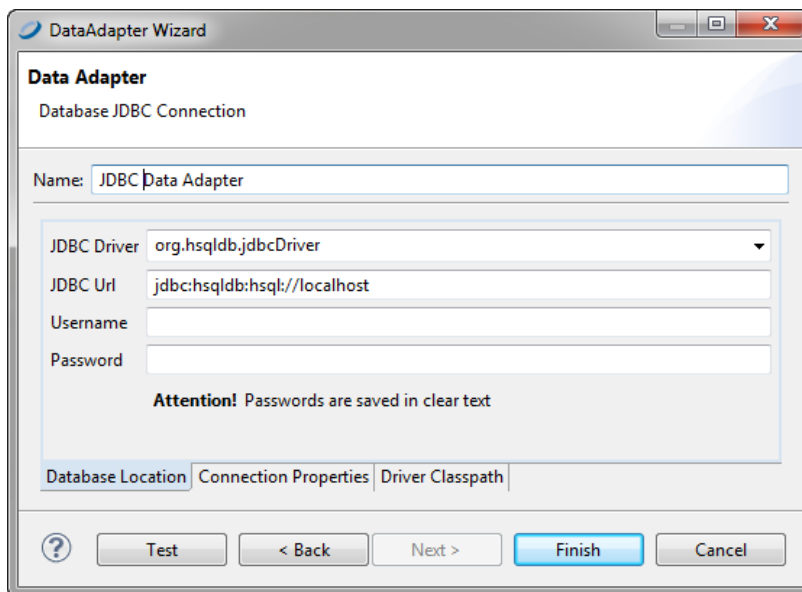 DataAdapter Wizard
Data Adapter
Database JDBC Connection
Name: JDBC Data Adapter
JDBC Driver org.hsqldb.jdbcDriver
JDBC Url jdbc:hsqldb:hsql://localhost
Username
Password
Attention! Passwords are saved in clear text
Database Location Connection Properties Driver Classpath
? Test < Back Next > Finish Cancel